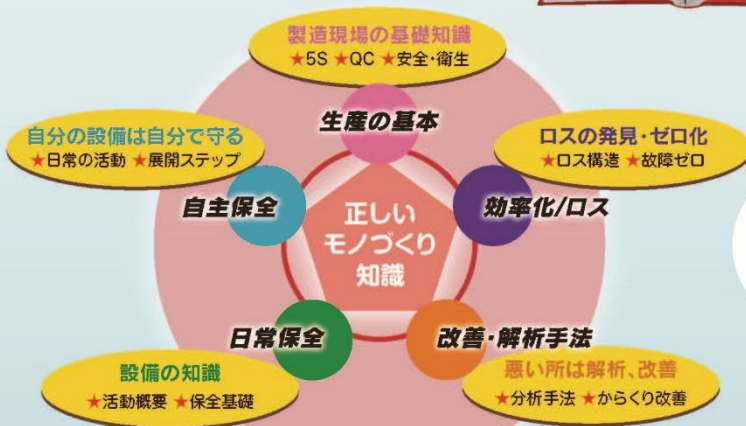 製造現場の基礎知識
★5S ★QC ★安全・衛生
生産の基本
自分の設備は自分で守る
★日常の活動 ★展開ステップ
自主保全
ロスの発見・ゼロ化
★ロス構造 ★故障ゼロ
効率化/ロス
正しい
モノづくり
知識
日常保全
設備の知識
★活動概要 ★保全基礎
改善・解析手法
悪い所は解析、改善
★分析手法 ★からくり改善